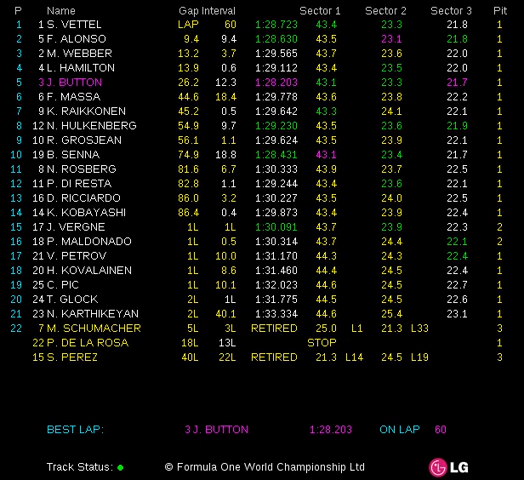 P Name Gap Interval Sector 1 Sector 2 Sector 3 Pit
1 1 S. VETTEL LAP 60 1:28.723 43.4 23.3 21.8 1
2 5 F. ALONSO 9.4 9.4 1:28.630 43.5 23.1 21.8 1
3 2 M. WEBBER 13.2 3.7 1:29.565 43.7 23.6 22.0 1
4 4 L. HAMILTON 13.9 0.6 1:29.112 43.4 23.5 22.0 1
5 3 J. BUTTON 26.2 12.3 1:28.203 43.1 23.3 21.7 1
6 6 F. MASSA 44.6 18.4 1:29.778 43.6 23.8 22.2 1
7 9 K. RAIKKONEN 45.2 0.5 1:29.642 43.3 24.1 22.1 1
8 12 N. HULKENBERG 54.9 9.7 1:29.230 43.5 23.6 21.9 1
9 10 R. GROSJEAN 56.1 1.1 1:29.624 43.5 23.9 22.1 1
10 19 B. SENNA 74.9 18.8 1:28.431 43.1 23.4 21.7 1
11 8 N. ROSBERG 81.6 6.7 1:30.333 43.9 23.7 22.5 1
12 11 P. DI RESTA 82.8 1.1 1:29.244 43.4 23.6 22.1 1
13 16 D. RICCIARDO 86.0 3.2 1:30.227 43.5 24.0 22.5 1
14 14 K. KOBAYASHI 86.4 0.4 1:29.873 43.4 23.9 22.4 1
15 17 J. VERGNE 1L 1L 1:30.091 43.7 23.9 22.3 2
16 18 P. MALDONADO 1L 0.5 1:30.314 43.7 24.4 22.1 2
17 21 V. PETROV 1L 10.0 1:31.170 44.3 24.3 22.4 1
18 20 H. KOVALAINEN 1L 8.6 1:31.460 44.4 24.5 22.4 1
19 25 C. PIC 1L 10.1 1:32.023 44.6 24.5 22.7 1
20 24 T. GLOCK 2L 1L 1:31.775 44.5 24.5 22.6 1
21 23 N. KARTHIKEYAN 2L 40.1 1:33.334 44.6 25.4 23.1 1
22 7 M. SCHUMACHER 5L 3L RETIRED 25.0 L1 21.3 L33 3
22 P. DE LA ROSA 18L 13L STOP 1
15 S. PEREZ 40L 22L RETIRED 21.3 L14 24.5 L19 3
BEST LAP: 3 J. BUTTON 1:28.203 ON LAP 60
Track Status: © Formula One World Championship Ltd LG